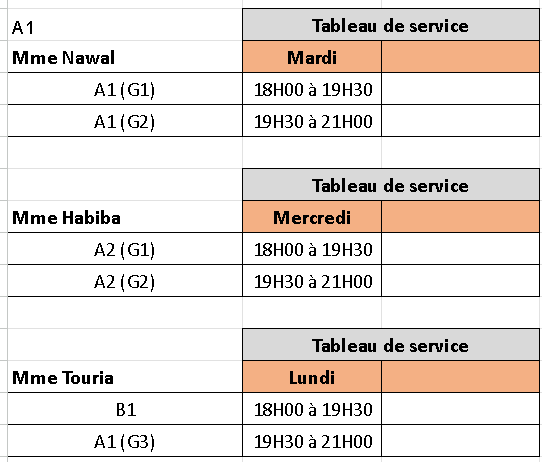 A1 Tableau de service
Mme Nawal Mardi
A1 (G1) 18H00 à 19H30
A1 (G2) 19H30 à 21H00
Tableau de service
Mme Habiba Mercredi
A2 (G1) 18H00 à 19H30
A2 (G2) 19H30 à 21H00
Tableau de service
Mme Touria Lundi
B1 18H00 à 19H30
A1 (G3) 19H30 à 21H00